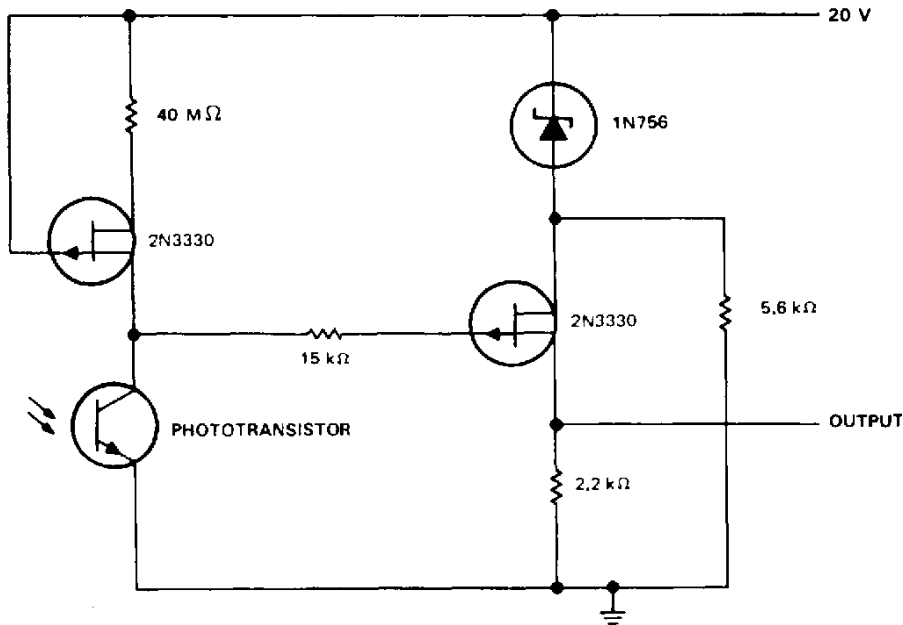 20 V
40 MΩ
1N756
2N3330
2N3330
5,6 kΩ
15 kΩ
PHOTOTRANSISTOR
OUTPUT
2,2 kΩ